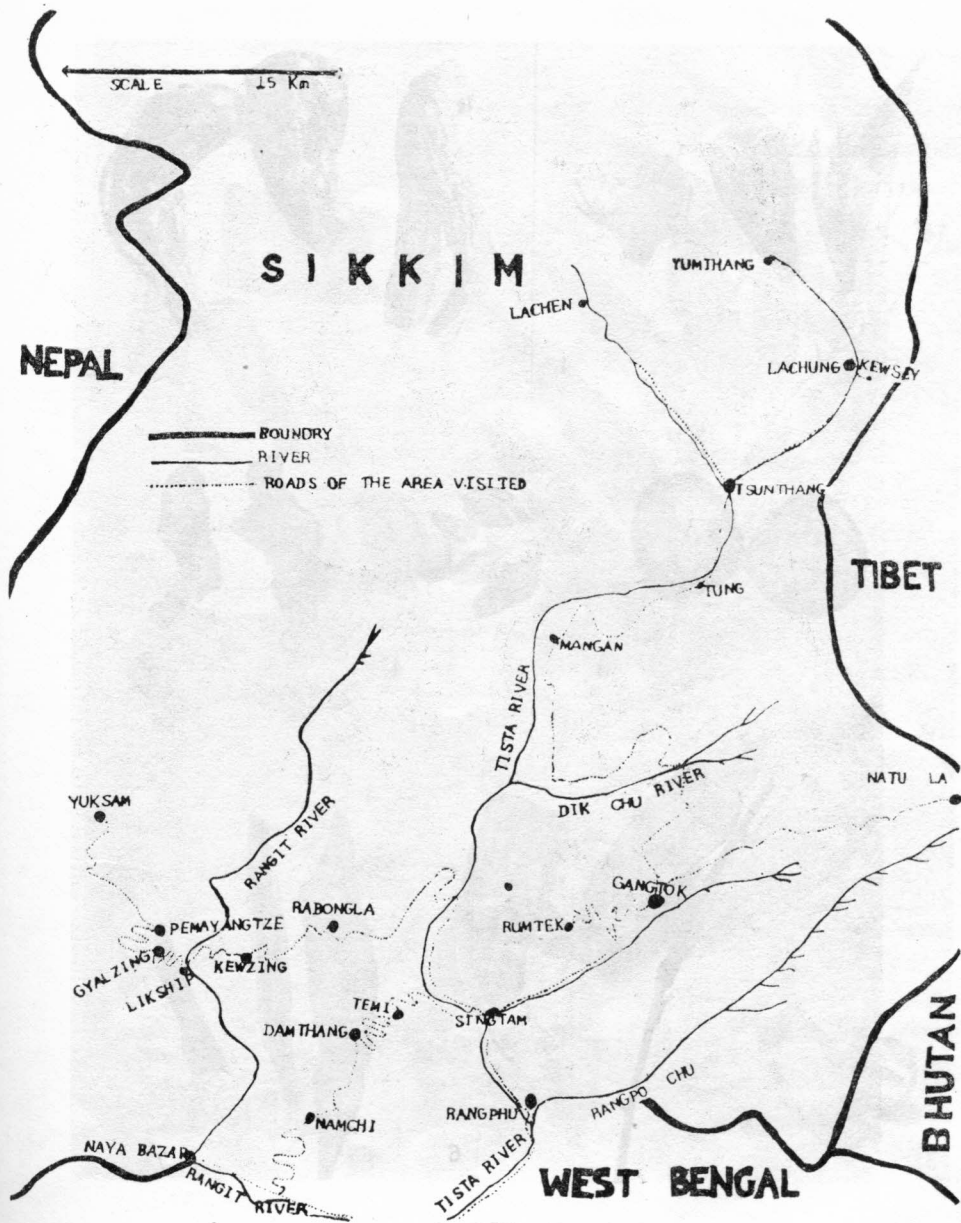 SCALE 15 Km
SIKKIM
YUMTHANG
LACHEN
NEPAL
LACHUNG KEWSEY
BOUNDRY
RIVER
ROADS OF THE AREA VISITED
TSUNTHANG
TIBET
TUNG
MANGAN
TISTA RIVER
NATU LA
DIK CHU RIVER
YUKSAM
RANGIT RIVER
GANGTOK
RABONGLA
RUMTEK
PEMAYANGTZE
GYALZING
KEWZING
LIKSHIP
TEMI
SINGTAM
DAMTHANG
BHUTAN
RANGPO CHU
RANGPHU
NAMCHI
NAYA BAZAR
TISTA RIVER
WEST BENGAL
RANGIT RIVER